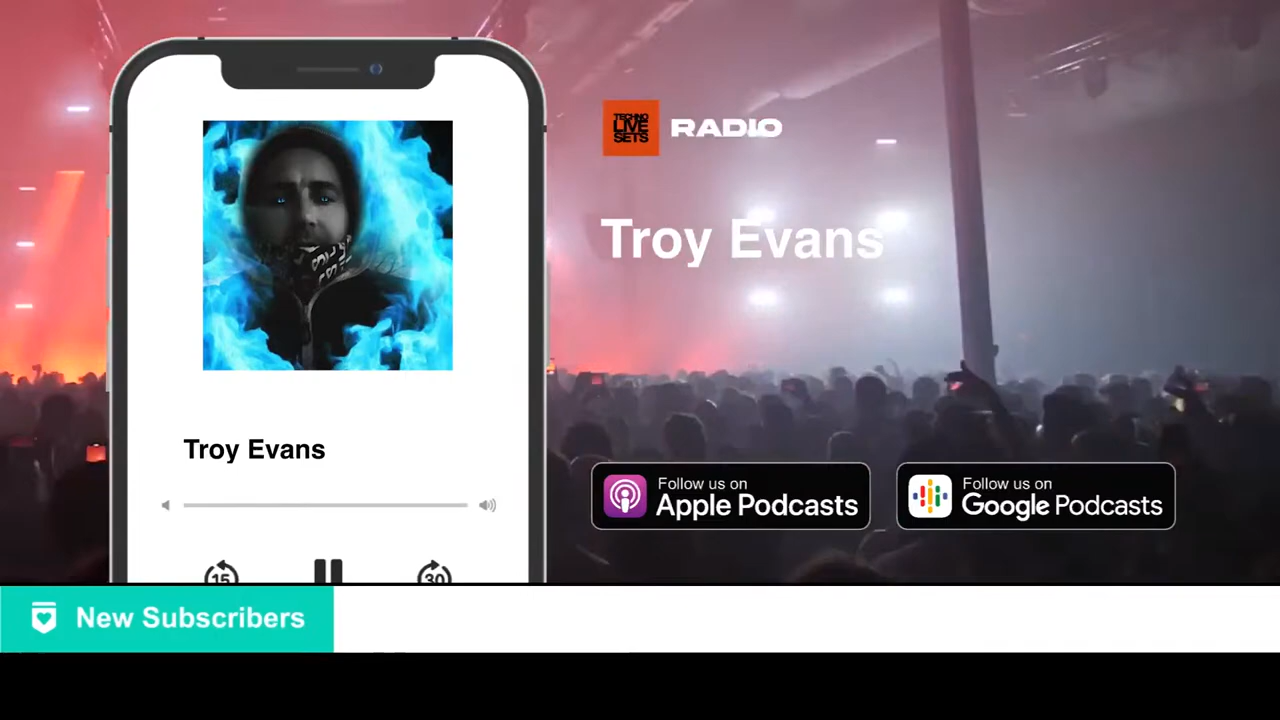 TECHNO
LIVE
SETS
RADIO
Troy Evans
Troy Evans
Follow us on
Apple Podcasts
Follow us on
Google Podcasts
15
30
New Subscribers